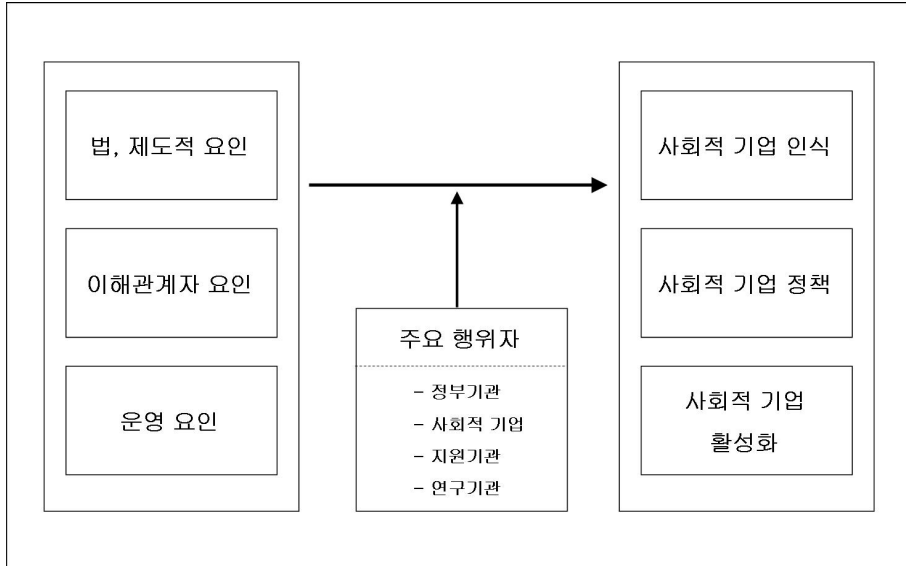 법, 제도적 요인
이해관계자 요인
운영 요인
주요 행위자
- 정부기관
- 사회적 기업
- 지원기관
- 연구기관
사회적 기업 인식
사회적 기업 정책
사회적 기업
활성화